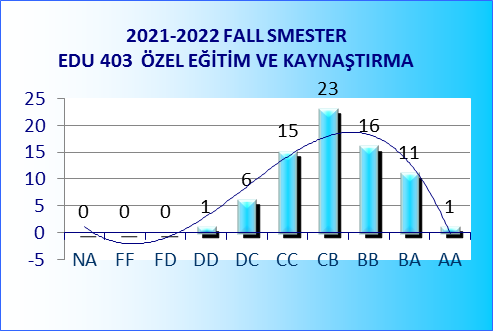 2021-2022 FALL SMESTER
EDU 403 ÖZEL EĞİTİM VE KAYNAŞTIRMA
25
20
15
10
5
0
-5
0 0 0 1 6 15 23 16 11 1
NA FF FD DD DC CC CB BB BA AA